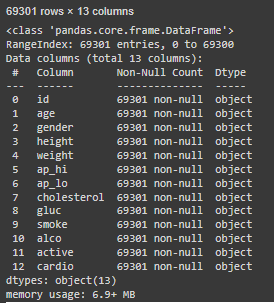 69301 rows × 13 columns
<class 'pandas.core.frame.DataFrame'>
RangeIndex: 69301 entries, 0 to 69300
Data columns (total 13 columns):
 #   Column       Non-Null Count  Dtype
---  ------       --------------  -----
 0   id           69301 non-null  object
 1   age          69301 non-null  object
 2   gender       69301 non-null  object
 3   height       69301 non-null  object
 4   weight       69301 non-null  object
 5   ap_hi        69301 non-null  object
 6   ap_lo        69301 non-null  object
 7   cholesterol  69301 non-null  object
 8   gluc         69301 non-null  object
 9   smoke        69301 non-null  object
 10  alco         69301 non-null  object
 11  active       69301 non-null  object
 12  cardio       69301 non-null  object
dtypes: object(13)
memory usage: 6.9+ MB